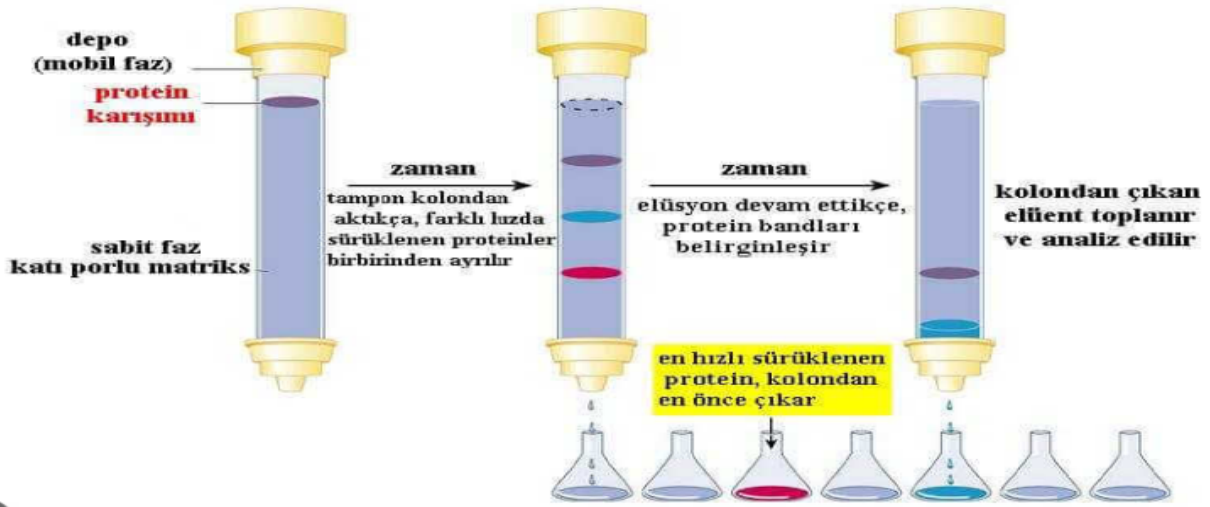 depo
(mobil faz)
protein
karışımı
sabit faz
katı porlu matriks
zaman
tampon kolondan
aktıkça, farklı hızda
sürüklenen proteinler
birbirinden ayrılır
zaman
elüsyon devam ettikçe,
protein bandları
belirginleşir
kolondan çıkan
elüent toplanır
ve analiz edilir
en hızlı sürüklenen
protein, kolondan
en önce çıkar